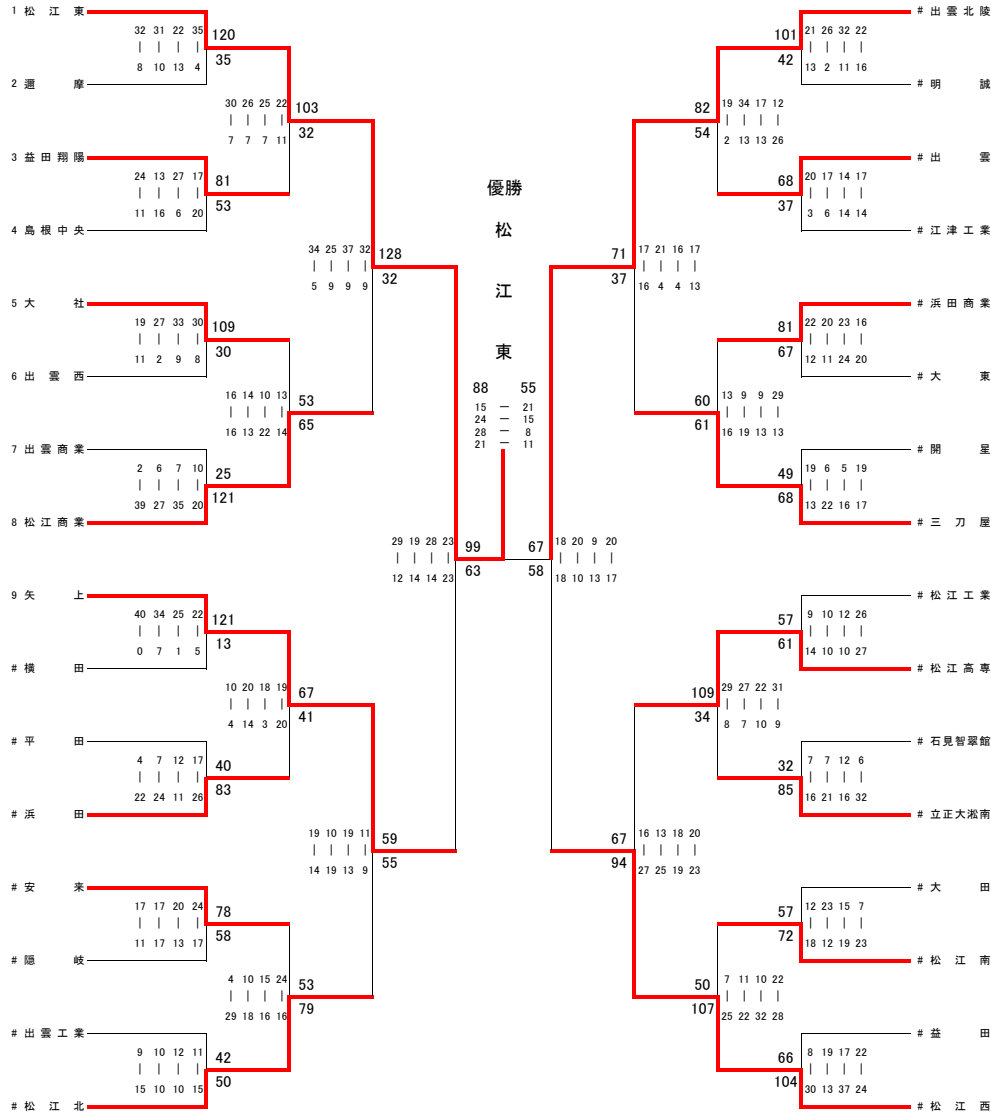 1 松江東 # 出雲北陵
32 31 22 35 120 101 21 26 32 22
8 10 13 4 35 42 13 2 11 16
2 邇摩 # 明誠
30 26 25 22 103 82 19 34 17 12
7 7 7 11 32 54 2 13 13 26
3 益田翔陽 # 出雲
24 13 27 17 81 68 20 17 14 17
11 16 6 20 53 37 3 6 14 14
優勝
4 島根中央 松 # 江津工業
34 25 37 32 128 71 17 21 16 17
5 9 9 9 32 37 16 4 4 13
江
5 大社 # 浜田商業
19 27 33 30 109 81 22 20 23 16
11 2 9 8 30 67 12 11 24 20
東
6 出雲西 # 大東
88 55
16 14 10 13 53 60 13 9 9 29
16 13 22 14 65 61 16 19 13 13
15 — 21
24 — 15
28 — 8
21 — 11
7 出雲商業 # 開星
2 6 7 10 25 49 19 6 5 19
39 27 35 20 121 68 13 22 16 17
8 松江商業 # 三刀屋
29 19 28 23 99 67 18 20 9 20
12 14 14 23 63 58 18 10 13 17
9 矢上 # 松江工業
40 34 25 22 121 57 9 10 12 26
0 7 1 5 13 61 14 10 10 27
# 横田 # 松江高専
10 20 18 19 67 109 29 27 22 31
4 14 3 20 41 34 8 7 10 9
# 平田 # 石見智翠館
4 7 12 17 40 32 7 7 12 6
22 24 11 26 83 85 16 21 16 32
# 浜田 # 立正大淞南
19 10 19 11 59 67 16 13 18 20
14 19 13 9 55 94 27 25 19 23
# 安来 # 大田
17 17 20 24 78 57 12 23 15 7
11 17 13 17 58 72 18 12 19 23
# 隠岐 # 松江南
4 10 15 24 53 50 7 11 10 22
29 18 16 16 79 107 25 22 32 28
# 出雲工業 # 益田
9 10 12 11 42 66 8 19 17 22
15 10 10 15 50 104 30 13 37 24
# 松江北 # 松江西